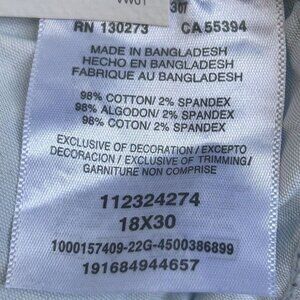 VW01
307
RN 130273 CA 55394
MADE IN BANGLADESH
HECHO EN BANGLADESH
FABRIQUE AU BANGLADESH
98% COTTON/ 2% SPANDEX
98% ALGODON/ 2% SPANDEX
98% COTON/ 2% SPANDEX
EXCLUSIVE OF DECORATION / EXCEPTO
DECORACION / EXCLUSIVE OF TRIMMING/
GARNITURE NON COMPRISE
112324274
18X30
1000157409-22G-4500386899
191684944657